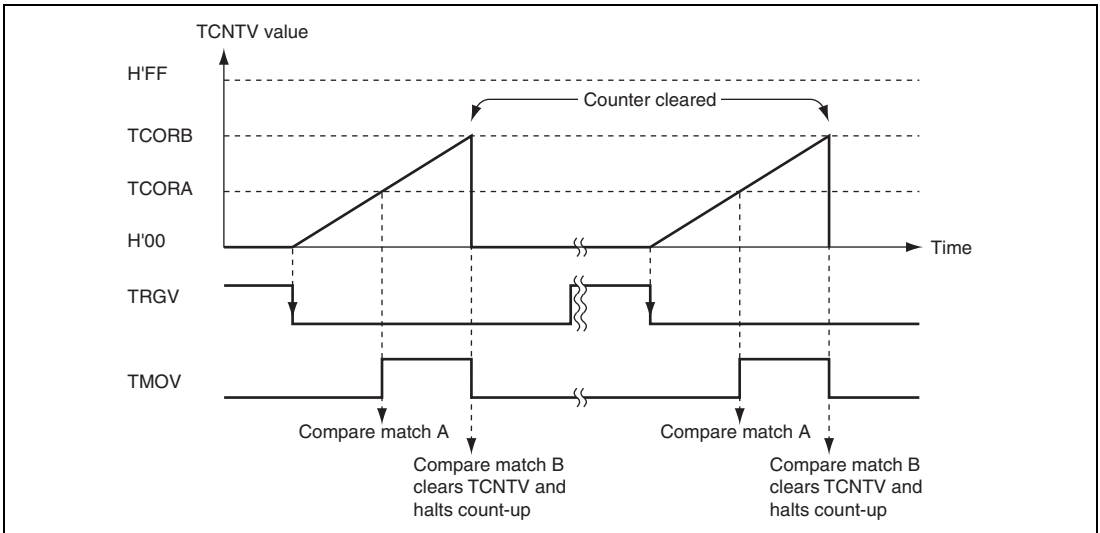 TCNTV value
H'FF
Counter cleared
TCORB
TCORA
H'00
Time
TRGV
TMOV
Compare match A
Compare match A
Compare match B
clears TCNTV and
halts count-up
Compare match B
clears TCNTV and
halts count-up